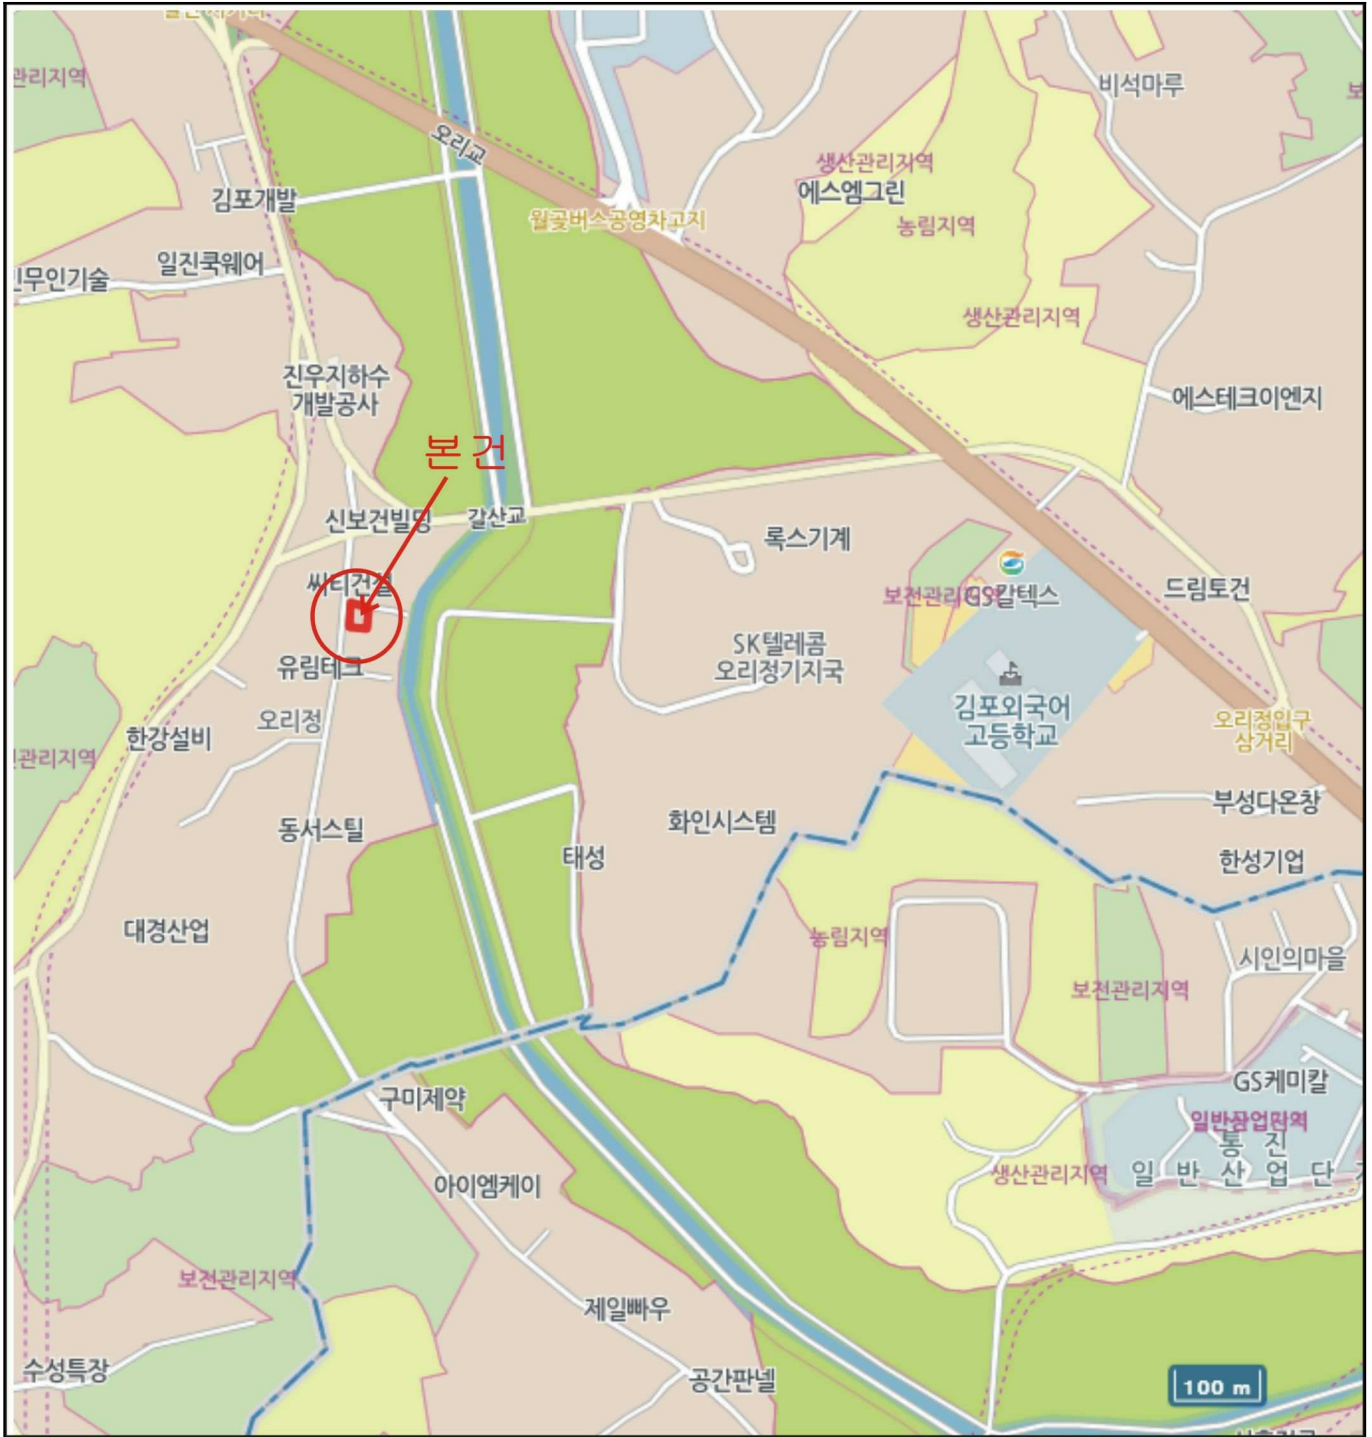 관리지역
비석마루
오리교
생산관리지역
에스엠그린
김포개발
월곶버스공영차고지
농림지역
일진쿡웨어
무인기술
생산관리지역
진우지하수
개발공사
에스테크이엔지
본 건
신보건빌딩
갈산교
록스기계
씨티건설
보전관리지역
GS칼텍스
드림토건
SK텔레콤
오리정기지국
유림테크
김포외국어
고등학교
오리정
한강설비
오리정입구
삼거리
관리지역
부성다온창
동서스틸
화인시스템
태성
한성기업
대경산업
농림지역
시인의마을
보전관리지역
GS케미칼
구미제약
일반산업단지
통 진
일 반 산 업 단
생산관리지역
아이엠케이
보전관리지역
제일빠우
수성특장
공간판넬
100 m